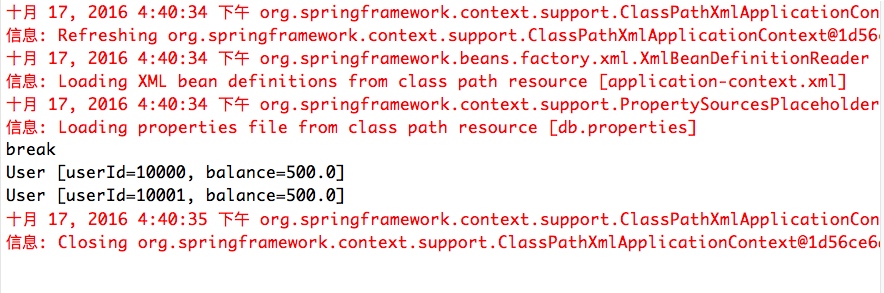 十月 17, 2016 4:40:34 下午 org.springframework.context.support.ClassPathXmlApplicationCon
信息: Refreshing org.springframework.context.support.ClassPathXmlApplicationContext@1d56c
十月 17, 2016 4:40:34 下午 org.springframework.beans.factory.xml.XmlBeanDefinitionReader
信息: Loading XML bean definitions from class path resource [application-context.xml]
十月 17, 2016 4:40:34 下午 org.springframework.context.support.PropertySourcesPlaceholder
信息: Loading properties file from class path resource [db.properties]
break
User [userId=10000, balance=500.0]
User [userId=10001, balance=500.0]
十月 17, 2016 4:40:35 下午 org.springframework.context.support.ClassPathXmlApplicationCon
信息: Closing org.springframework.context.support.ClassPathXmlApplicationContext@1d56ce6